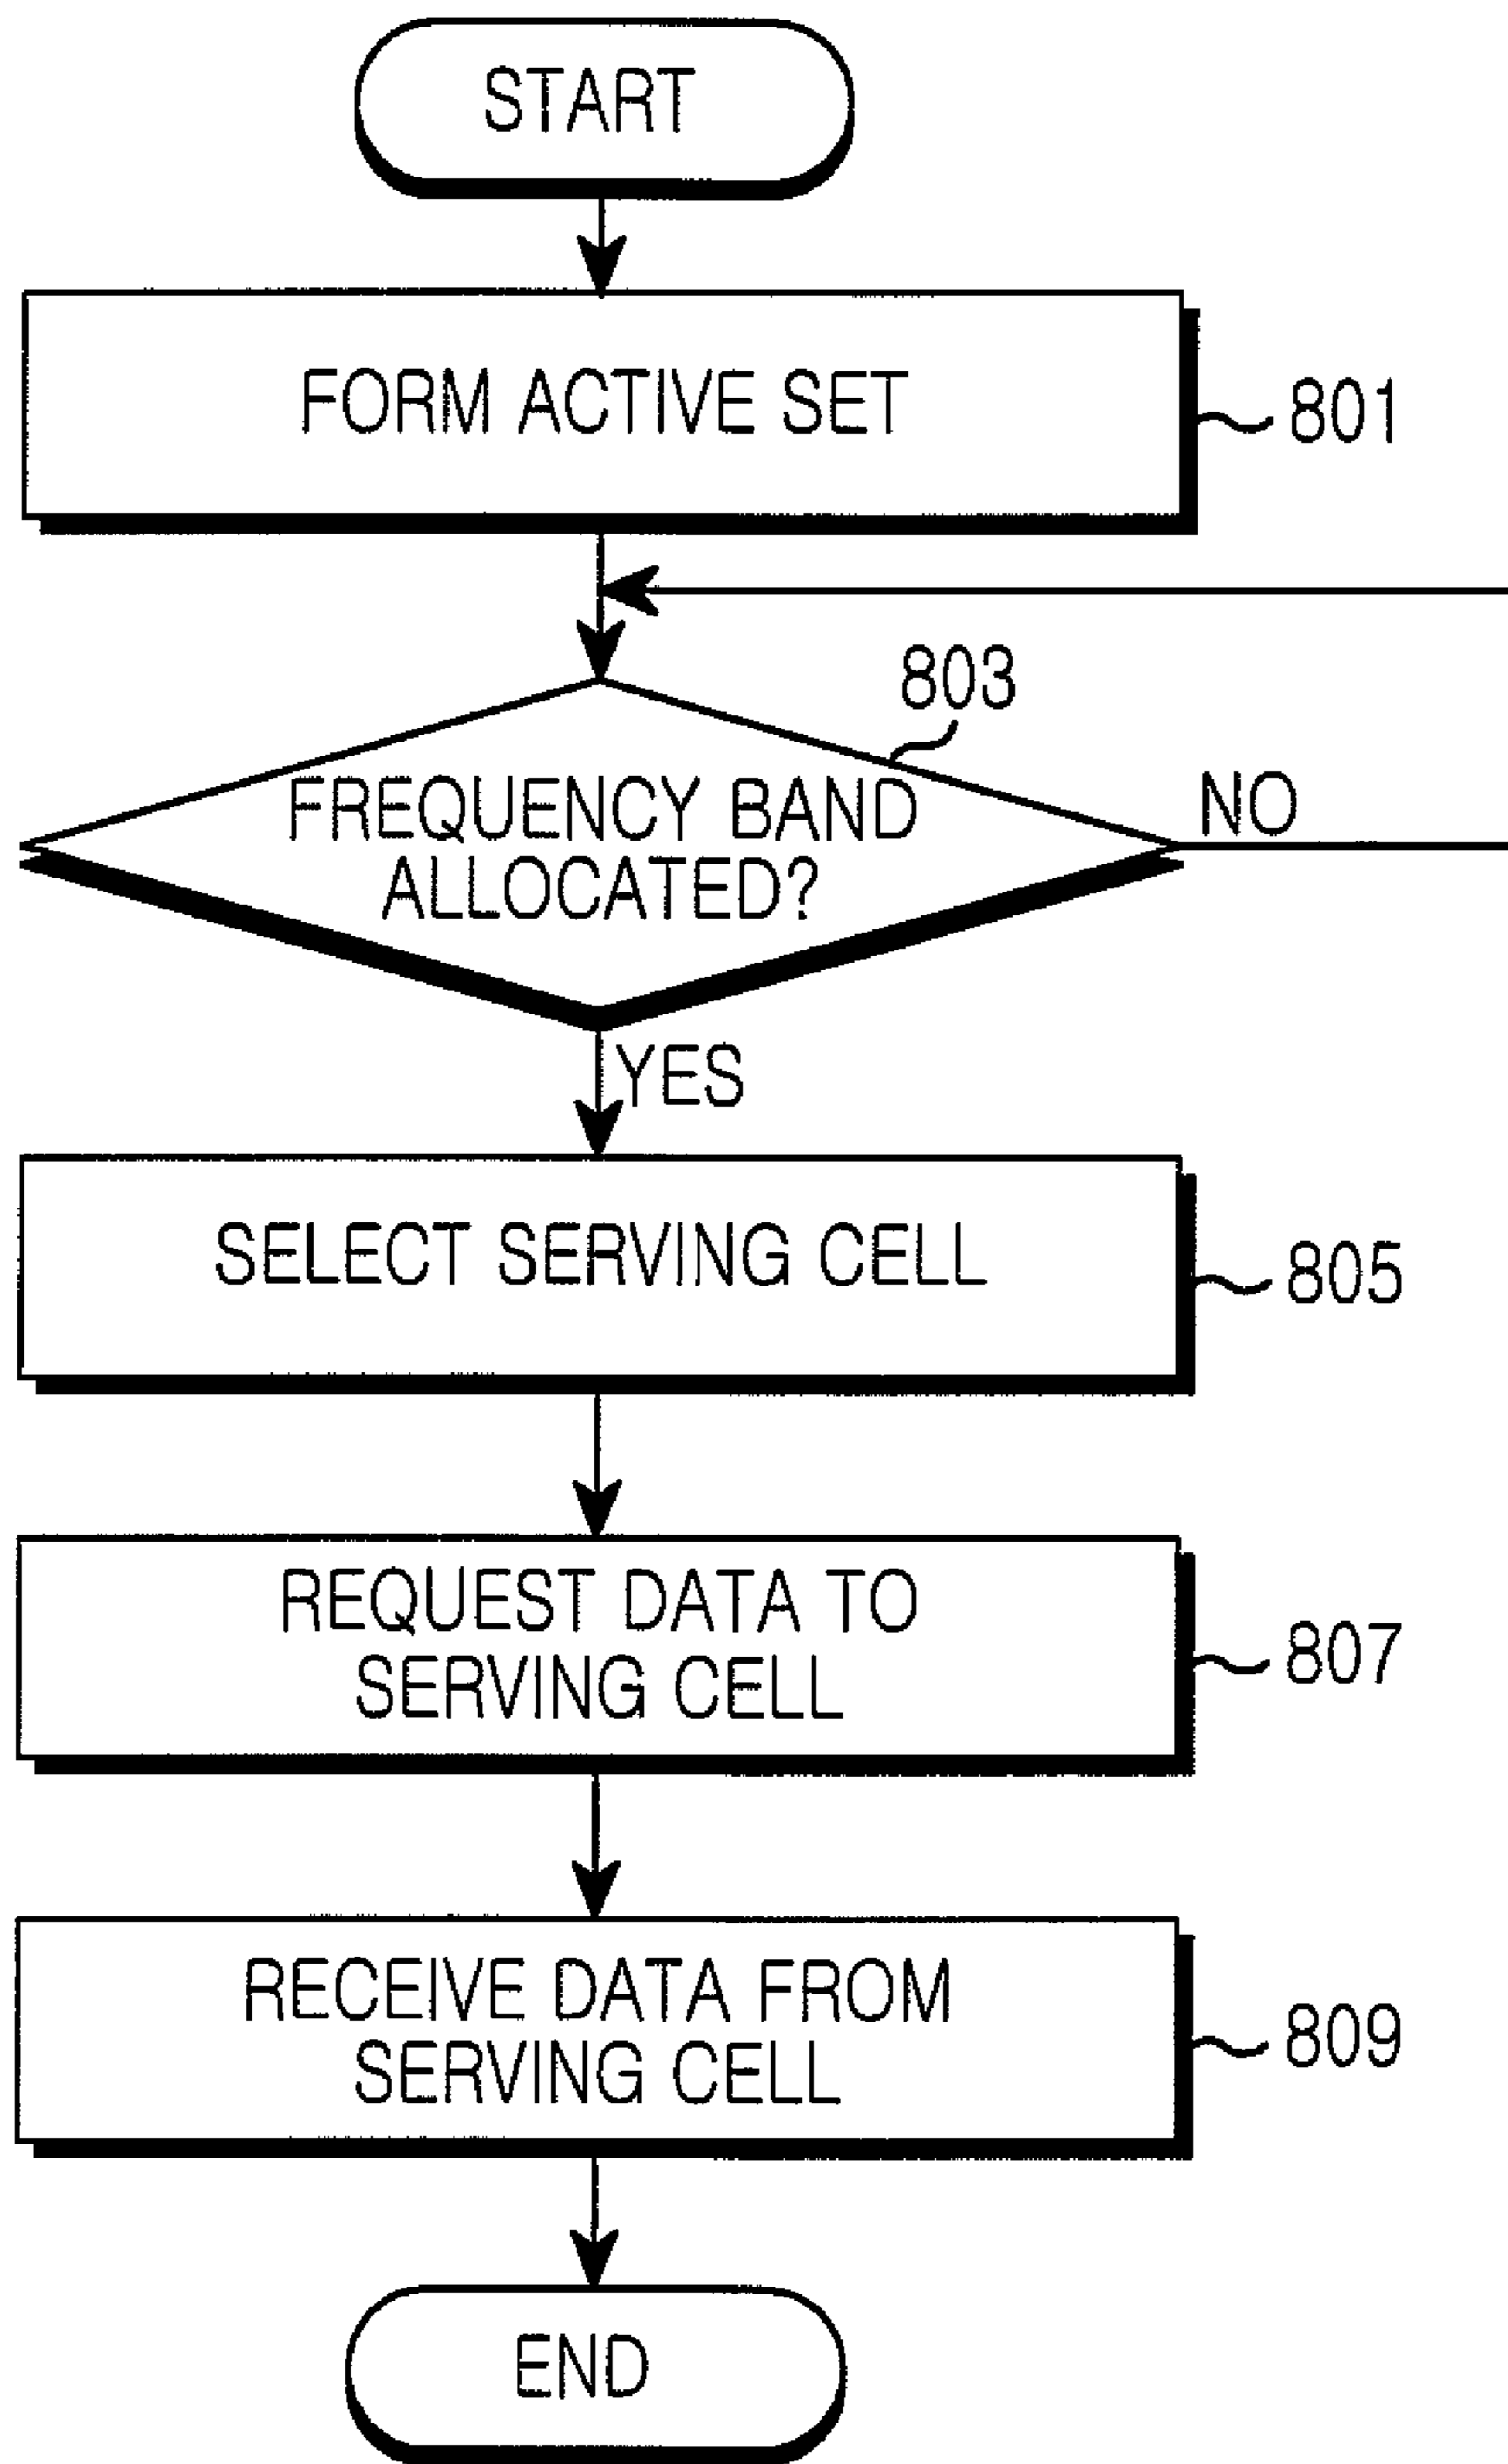 START
FORM ACTIVE SET
801
803
FREQUENCY BAND
ALLOCATED?
NO
YES
SELECT SERVING CELL
805
REQUEST DATA TO
SERVING CELL
807
RECEIVE DATA FROM
SERVING CELL
809
END